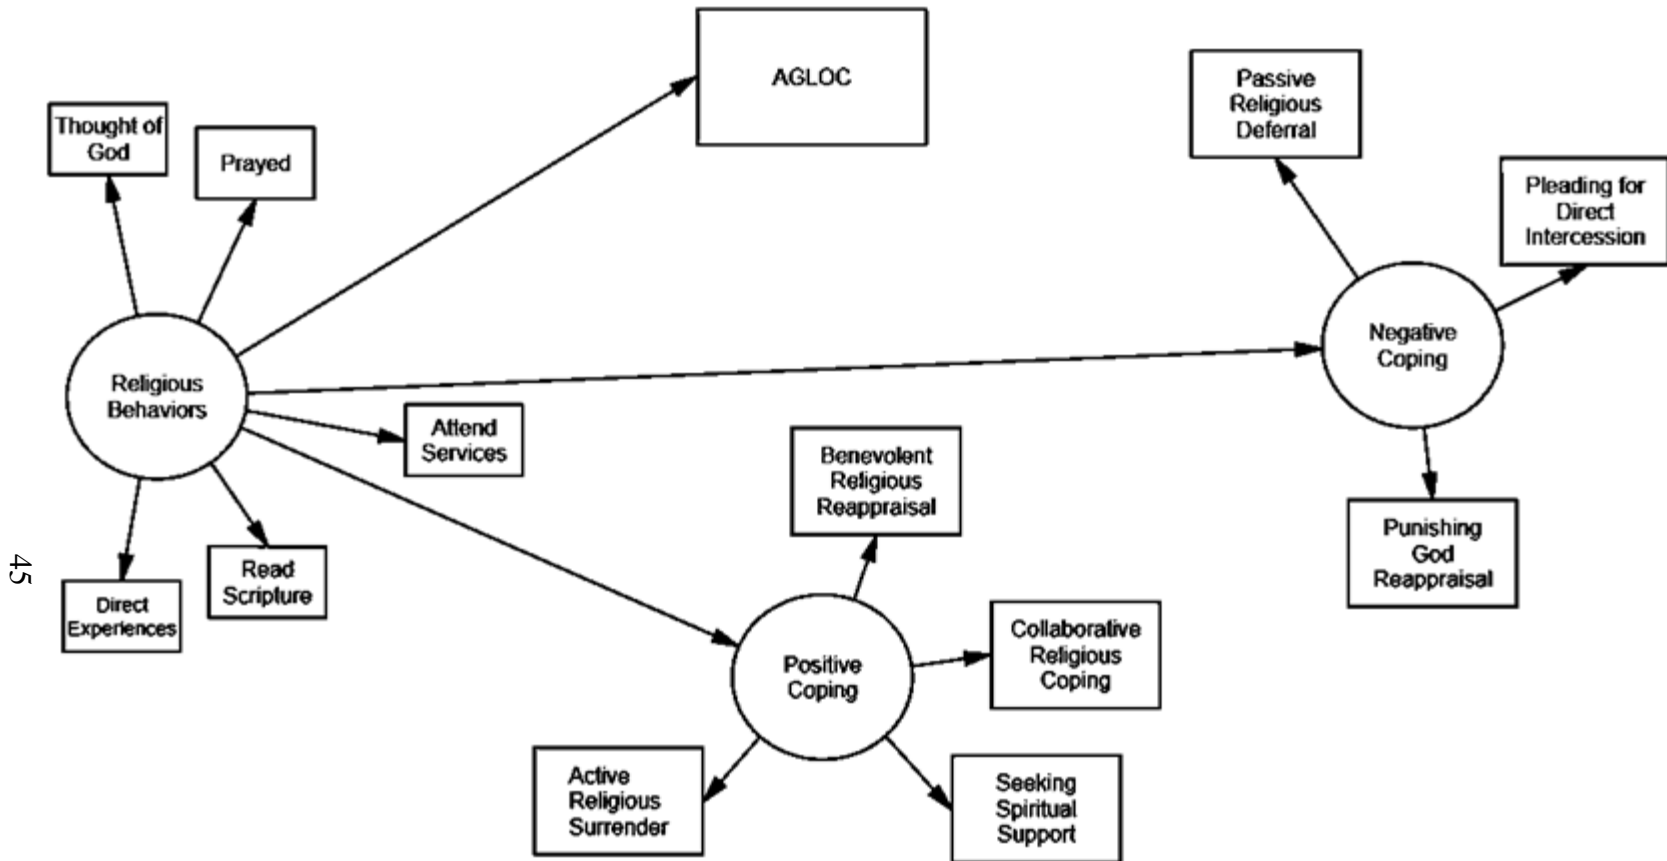 AGLOC
Passive
Religious
Deferral
Thought of
God
Prayed
Pleading for
Direct
Intercession
Negative
Coping
Religious
Behaviors
Attend
Services
Benevolent
Religious
Reappraisal
Punishing
God
Reappraisal
Read
Scripture
Direct
Experiences
45
Collaborative
Religious
Coping
Positive
Coping
Active
Religious
Surrender
Seeking
Spiritual
Support